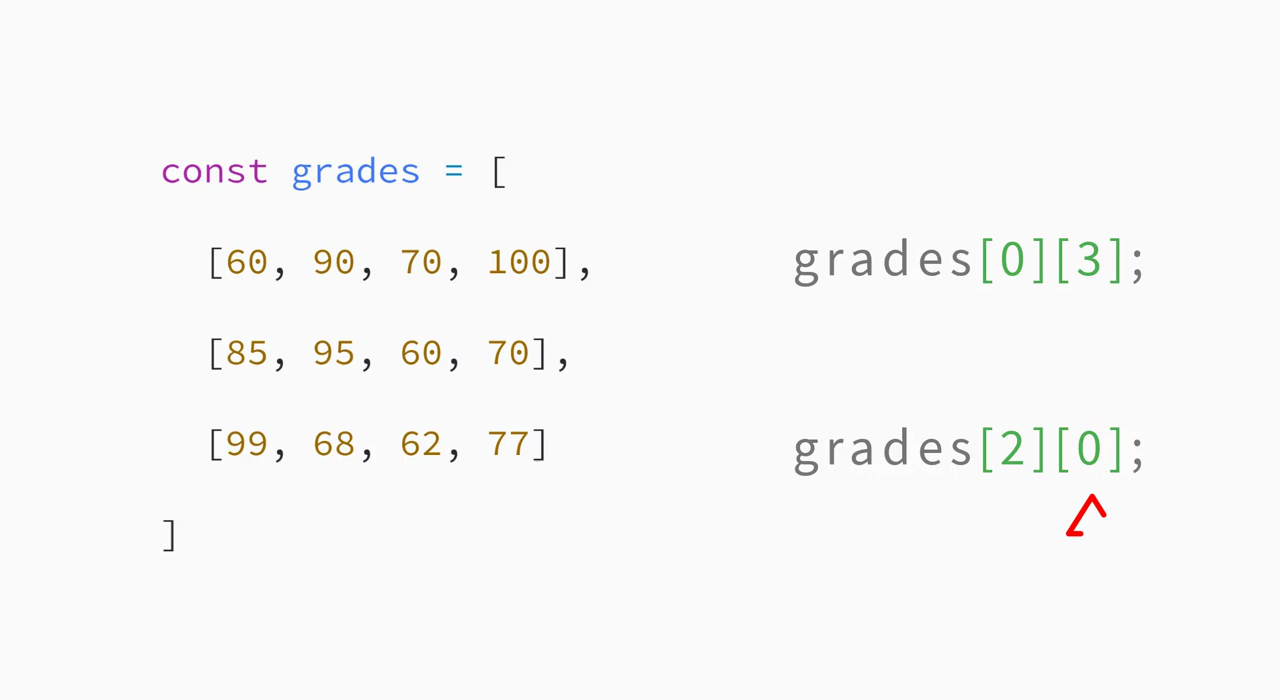 const grades = [
[60, 90, 70, 100],
[85, 95, 60, 70],
[99, 68, 62, 77]
]
grades[0][3];
grades[2][0];